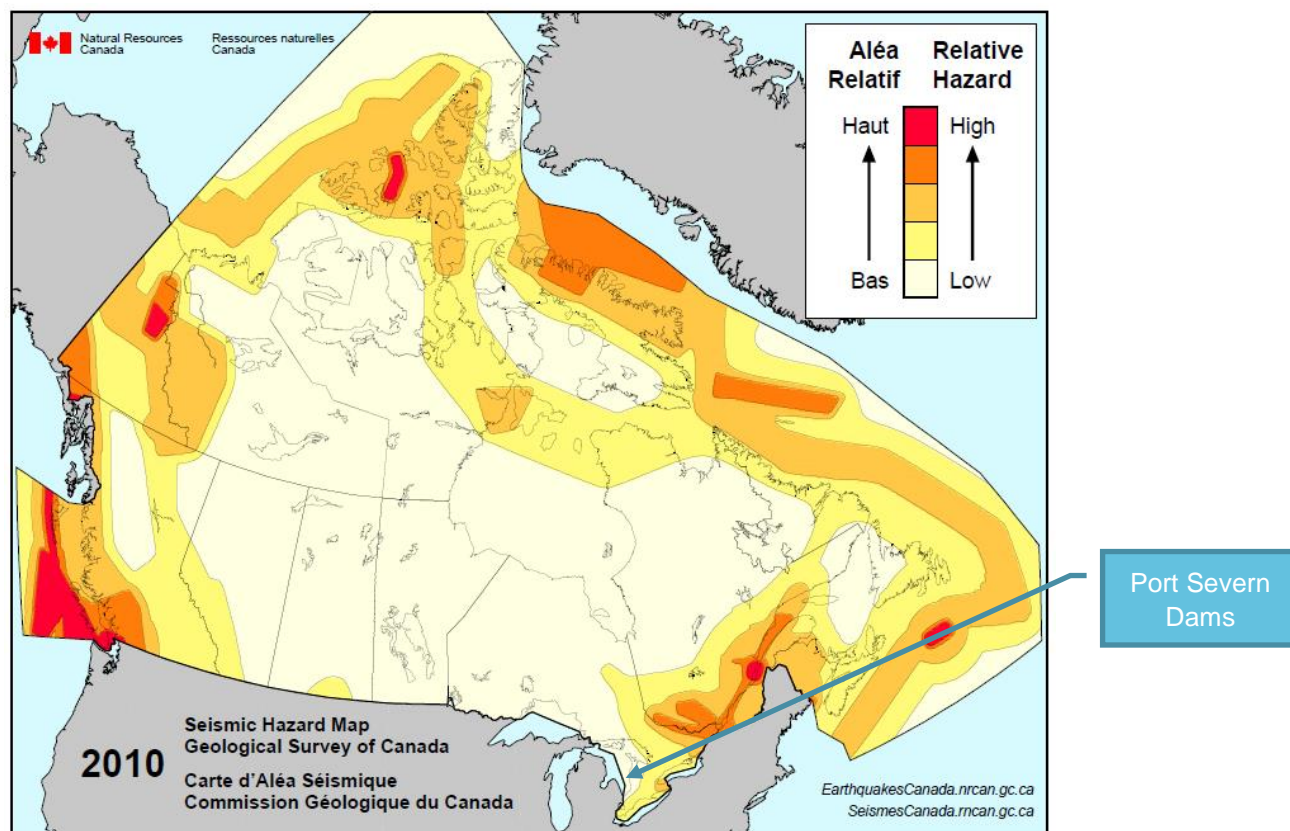 Natural Resources
Canada
Ressources naturelles
Canada
Aléa
Relatif
Relative
Hazard
Haut
High
Bas
Low
Port Severn
Dams
2010
Seismic Hazard Map
Geological Survey of Canada
Carte d'Aléa Séismique
Commission Géologique du Canada
EarthquakesCanada.nrcan.gc.ca
SeismesCanada.rncan.gc.ca